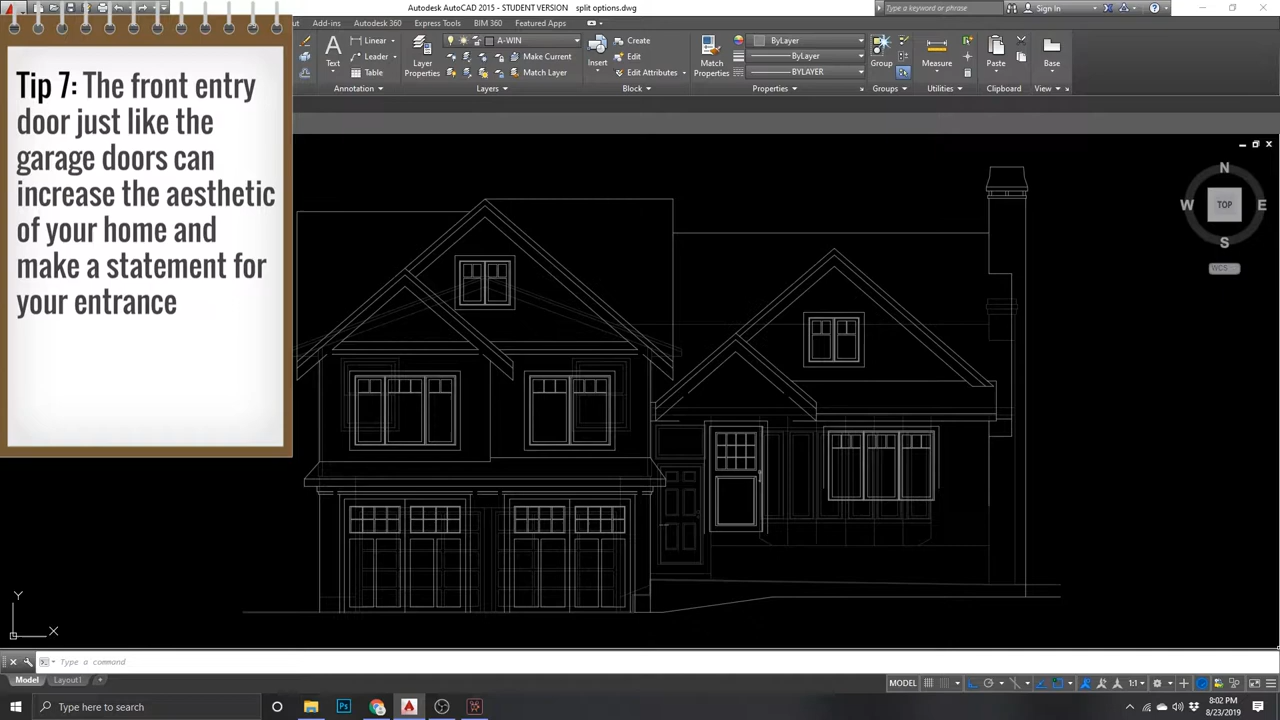 Autodesk AutoCAD 2015 - STUDENT VERSION split options.dwg
Type a keyword or phrase
Sign In
Add-ins Autodesk 360 Express Tools BIM 360 Featured Apps
Text
Linear
Leader
Table
Annotation
Layer
Properties
A-WIN
Make Current
Match Layer
Layers
Insert
Create
Edit
Edit Attributes
Block
Match
Properties
ByLayer
ByLayer
BYLAYER
Properties
Group
Groups
Measure
Utilities
Paste
Clipboard
Base
View
Tip 7: The front entry
door just like the
garage doors can
increase the aesthetic
of your home and
make a statement for
your entrance
N
W
TOP
E
S
WCS
Y
X
Type a command
Model
Layout1
+
MODEL
1:1
Type here to search
Ps
8:02 PM
8/23/2019